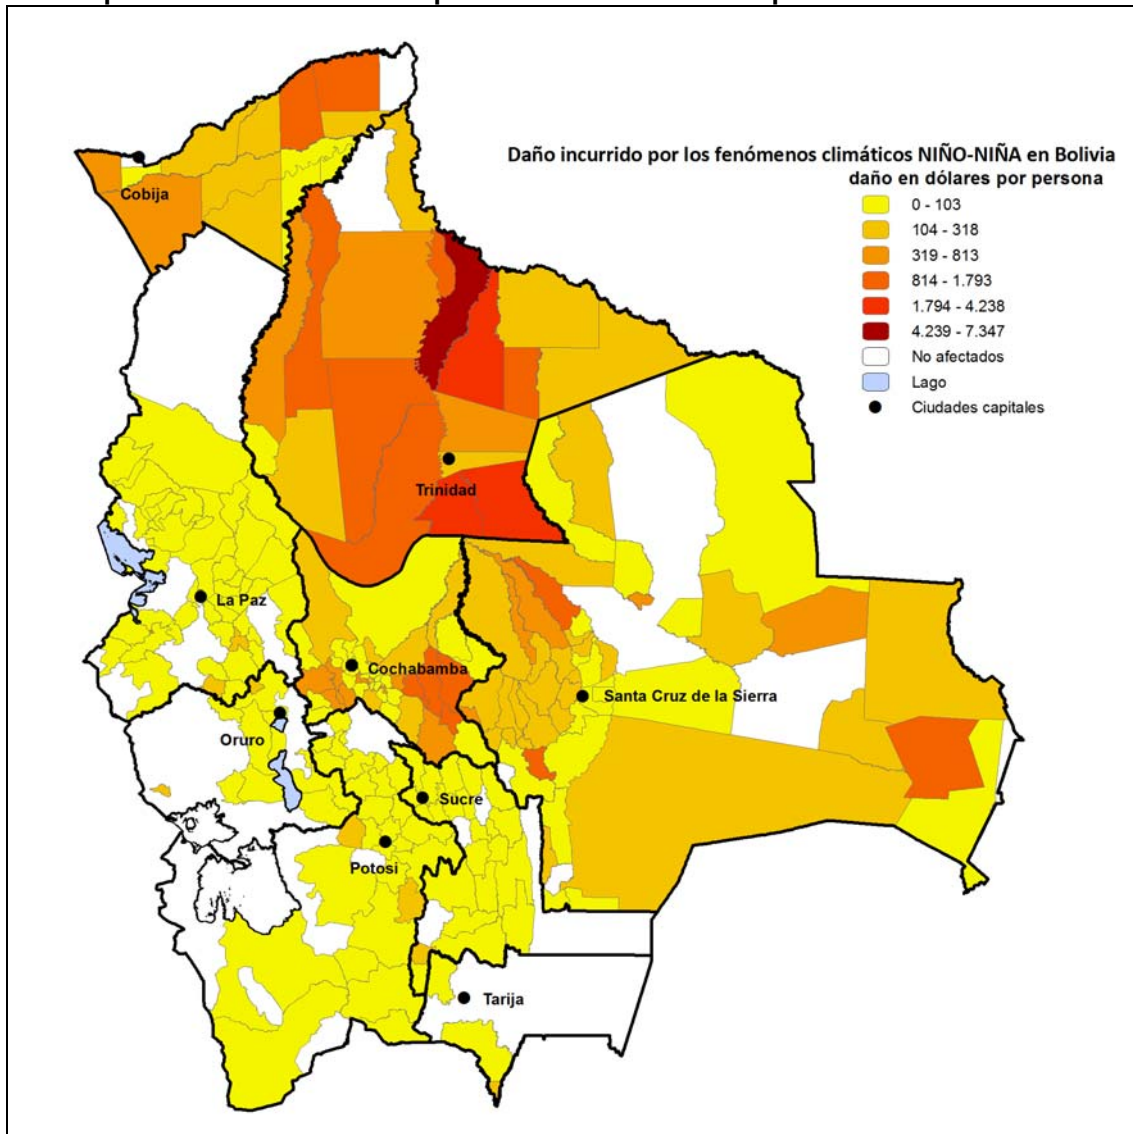 Daño incurrido por los fenómenos climáticos NIÑO-NIÑA en Bolivia
daño en dólares por persona
0 - 103
104 - 318
319 - 813
814 - 1.793
1.794 - 4.238
4.239 - 7.347
No afectados
Lago
Ciudades capitales
Cobija
Trinidad
La Paz
Cochabamba
Santa Cruz de la Sierra
Oruro
Sucre
Potosi
Tarija